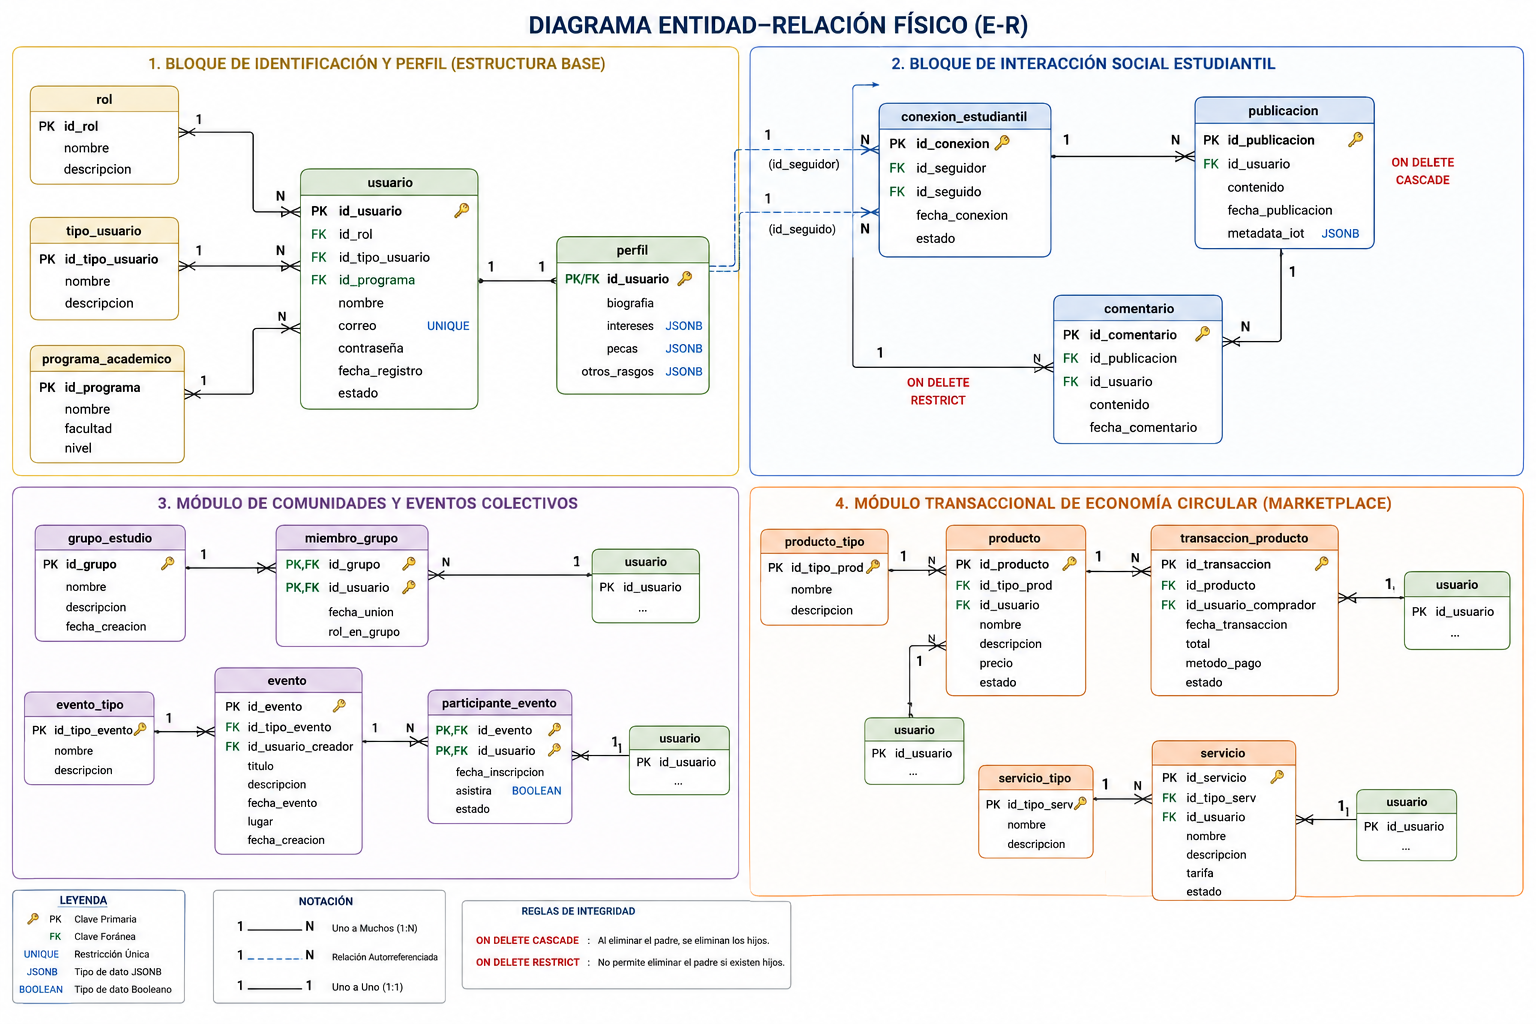 DIAGRAMA ENTIDAD–RELACIÓN FÍSICO (E-R)
1. BLOQUE DE IDENTIFICACIÓN Y PERFIL (ESTRUCTURA BASE)
rol
PK id_rol
nombre
descripcion
1
N
tipo_usuario
PK id_tipo_usuario
nombre
descripcion
1
N
programa_academico
PK id_programa
nombre
facultad
nivel
1
N
usuario
PK id_usuario
FK id_rol
FK id_tipo_usuario
FK id_programa
nombre
correo UNIQUE
contraseña
fecha_registro
estado
1 1
perfil
PK/FK id_usuario
biografia
intereses JSONB
pecas JSONB
otros_rasgos JSONB
2. BLOQUE DE INTERACCIÓN SOCIAL ESTUDIANTIL
1 N
(id_seguidor)
1
(id_seguido) N
conexion_estudiantil
PK id_conexion
FK id_seguidor
FK id_seguido
fecha_conexion
estado
1 N
publicacion
PK id_publicacion
FK id_usuario
contenido
fecha_publicacion
metadata_iot JSONB
ON DELETE
CASCADE
1
N
comentario
PK id_comentario
FK id_publicacion
FK id_usuario
contenido
fecha_comentario
1 N
ON DELETE
RESTRICT
3. MÓDULO DE COMUNIDADES Y EVENTOS COLECTIVOS
grupo_estudio
PK id_grupo
nombre
descripcion
fecha_creacion
1
miembro_grupo
PK,FK id_grupo
PK,FK id_usuario
fecha_union
rol_en_grupo
N 1
usuario
PK id_usuario
...
evento_tipo
PK id_tipo_evento
nombre
descripcion
1
evento
PK id_evento
FK id_tipo_evento
FK id_usuario_creador
titulo
descripcion
fecha_evento
lugar
fecha_creacion
1 N
participante_evento
PK,FK id_evento
PK,FK id_usuario
fecha_inscripcion
asistira BOOLEAN
estado
1 1
usuario
PK id_usuario
...
4. MÓDULO TRANSACCIONAL DE ECONOMÍA CIRCULAR (MARKETPLACE)
producto_tipo
PK id_tipo_prod
nombre
descripcion
1 N
producto
PK id_producto
FK id_tipo_prod
FK id_usuario
nombre
descripcion
precio
estado
1 N
transaccion_producto
PK id_transaccion
FK id_producto
FK id_usuario_comprador
fecha_transaccion
total
metodo_pago
estado
1,
usuario
PK id_usuario
...
N
1
usuario
PK id_usuario
...
servicio_tipo
PK id_tipo_serv
nombre
descripcion
1 N
servicio
PK id_servicio
FK id_tipo_serv
FK id_usuario
nombre
descripcion
tarifa
estado
1 1
usuario
PK id_usuario
...
LEYENDA
PK Clave Primaria
FK Clave Foránea
UNIQUE Restricción Única
JSONB Tipo de dato JSONB
BOOLEAN Tipo de dato Booleano
NOTACIÓN
1 N Uno a Muchos (1:N)
1 N Relación Autorreferenciada
1 1 Uno a Uno (1:1)
REGLAS DE INTEGRIDAD
ON DELETE CASCADE : Al eliminar el padre, se eliminan los hijos.
ON DELETE RESTRICT : No permite eliminar el padre si existen hijos.